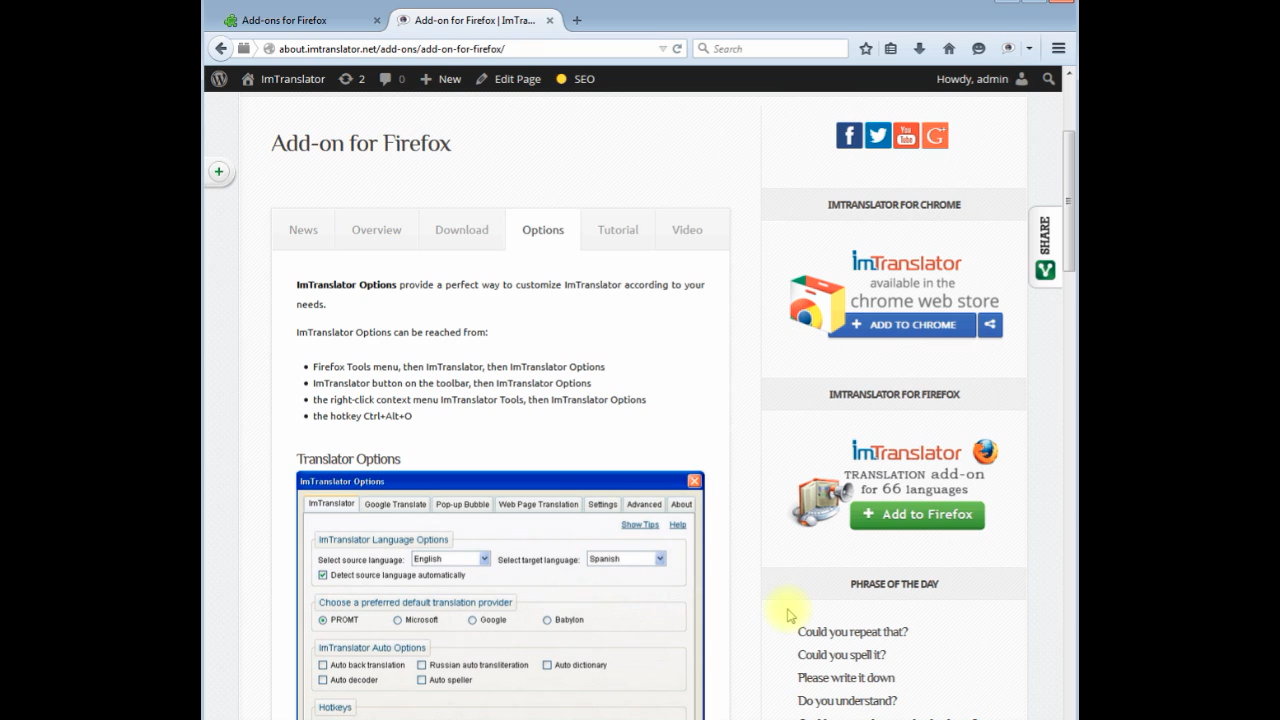 Add-ons for Firefox
Add-on for Firefox | ImTra...
about.imtranslator.net/add-ons/add-on-for-firefox/
Search
ImTranslator
2
0
New
Edit Page
SEO
Howdy, admin
Add-on for Firefox
News
Overview
Download
Options
Tutorial
Video
ImTranslator Options provide a perfect way to customize ImTranslator according to your
needs.
ImTranslator Options can be reached from:
• Firefox Tools menu, then ImTranslator, then ImTranslator Options
• ImTranslator button on the toolbar, then ImTranslator Options
• the right-click context menu ImTranslator Tools, then ImTranslator Options
• the hotkey Ctrl+Alt+O
Translator Options
ImTranslator Options
ImTranslator
Google Translate
Pop-up Bubble
Web Page Translation
Settings
Advanced
About
Show Tips
Help
ImTranslator Language Options
Select source language: English
Select target language: Spanish
Detect source language automatically
Choose a preferred default translation provider
PROMT
Microsoft
Google
Babylon
ImTranslator Auto Options
Auto back translation
Russian auto transliteration
Auto dictionary
Auto decoder
Auto speller
Hotkeys
f
You
Tube
G+
IMTRANSLATOR FOR CHROME
imTranslator
available in the
chrome web store
+ ADD TO CHROME
IMTRANSLATOR FOR FIREFOX
imTranslator
TRANSLATION add-on
for 66 languages
+ Add to Firefox
PHRASE OF THE DAY
Could you repeat that?
Could you spell it?
Please write it down
Do you understand?
SHARE